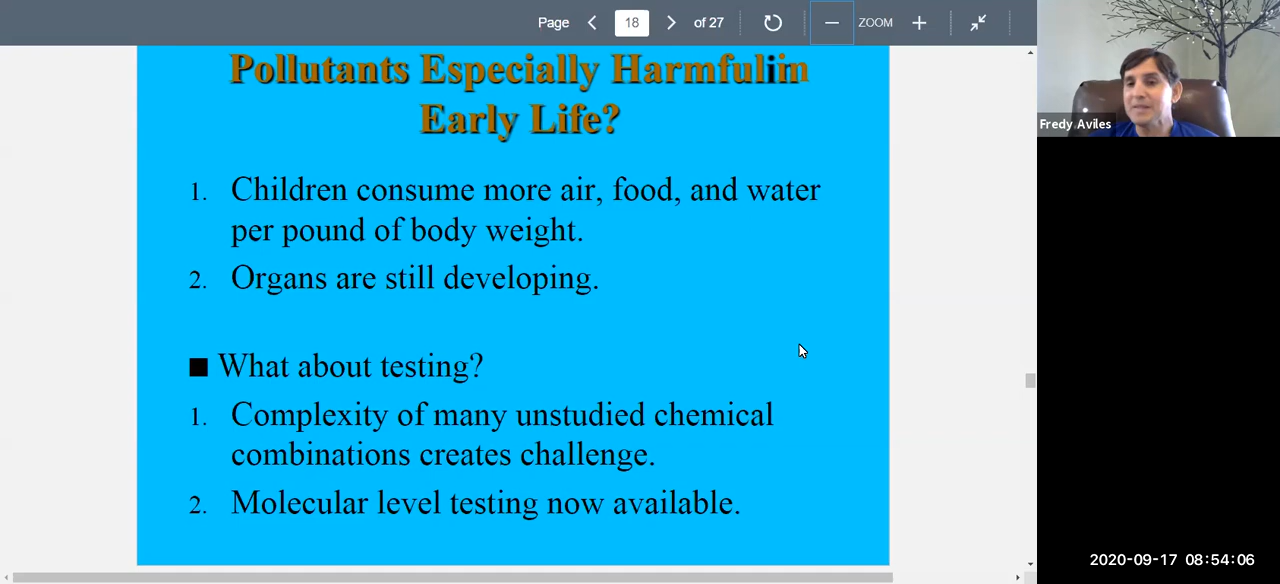 Page 18 of 27 ZOOM
Pollutants Especially Harmfulin
Early Life?
1. Children consume more air, food, and water
per pound of body weight.
2. Organs are still developing.
■ What about testing?
1. Complexity of many unstudied chemical
combinations creates challenge.
2. Molecular level testing now available.
Fredy Aviles
2020-09-17 08:54:06